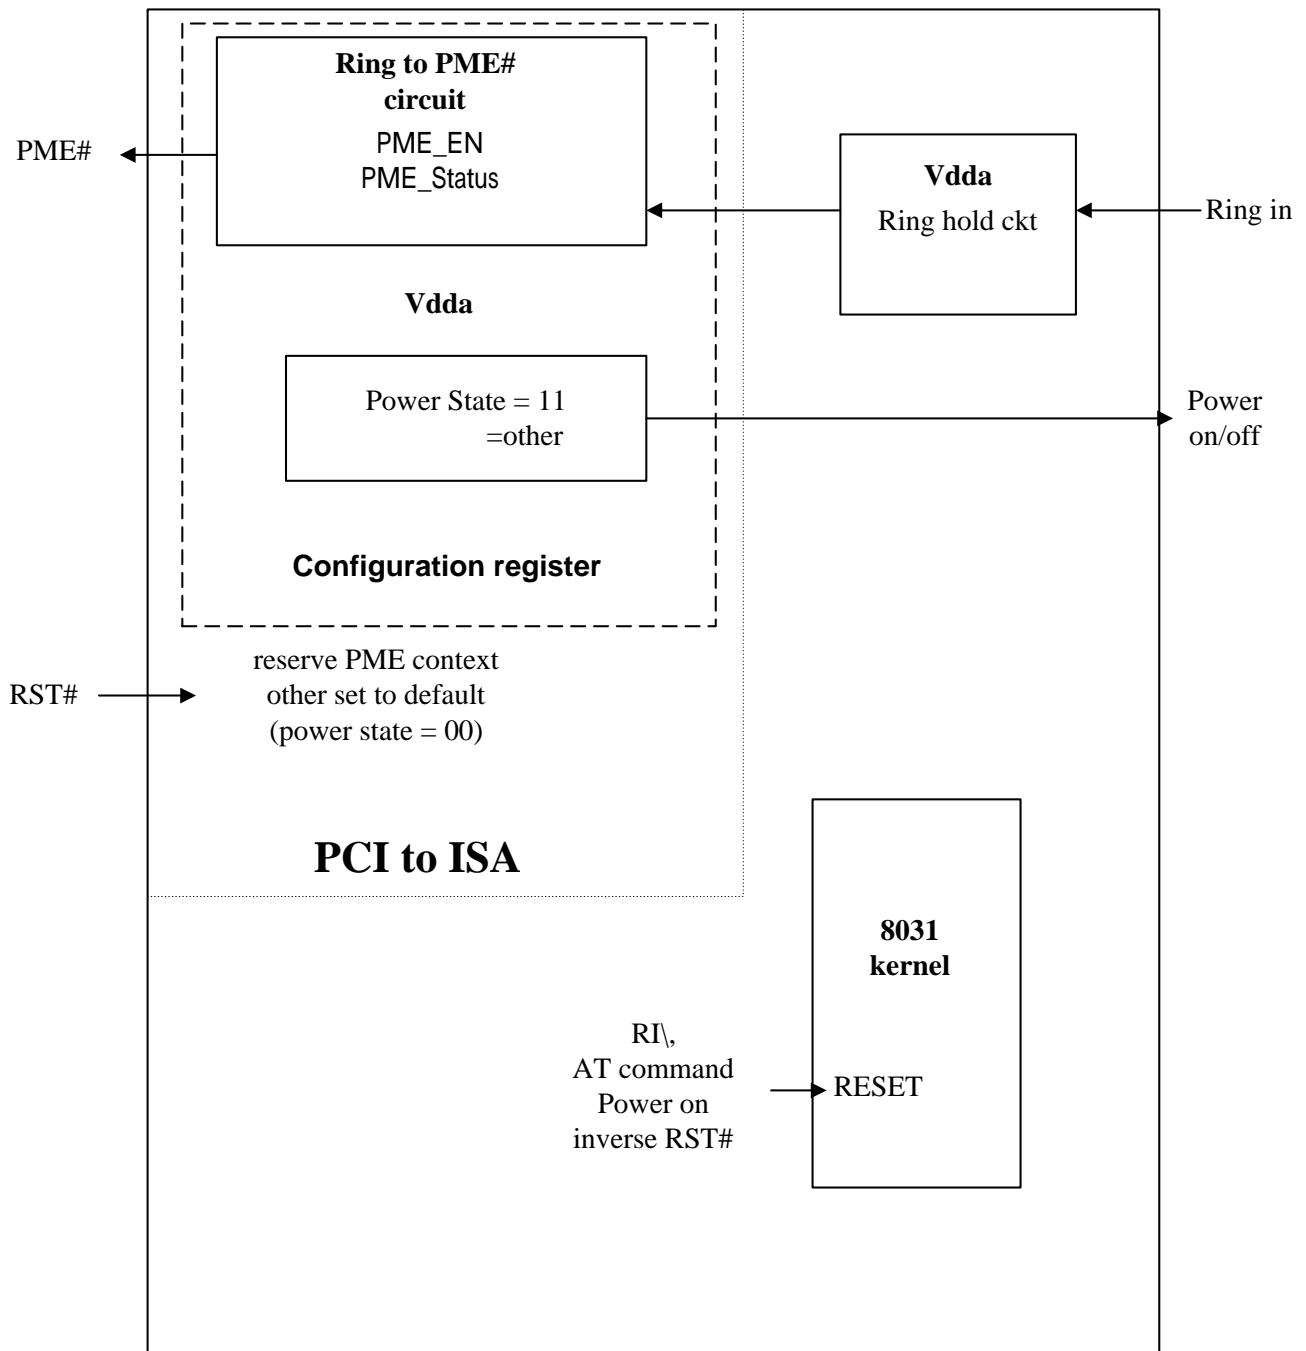 Ring to PME#
circuit
PME_EN
PME_Status
PME#
Vdda
Ring hold ckt
Ring in
Vdda
Power State = 11
=other
Power
on/off
Configuration register
reserve PME context
other set to default
(power state = 00)
RST#
PCI to ISA
8031
kernel
RI\,
AT command
Power on
inverse RST#
RESET